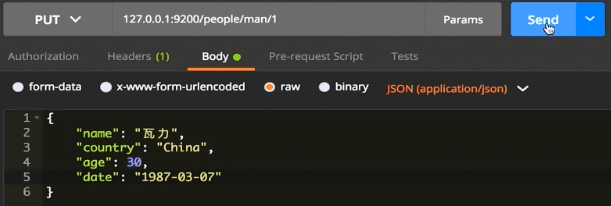 PUT 127.0.0.1:9200/people/man/1 Params Send
Authorization Headers (1) Body Pre-request Script Tests
form-data x-www-form-urlencoded raw binary JSON (application/json)
1 {
2 "name": "瓦力",
3 "country": "China",
4 "age": 30,
5 "date": "1987-03-07"
6 }